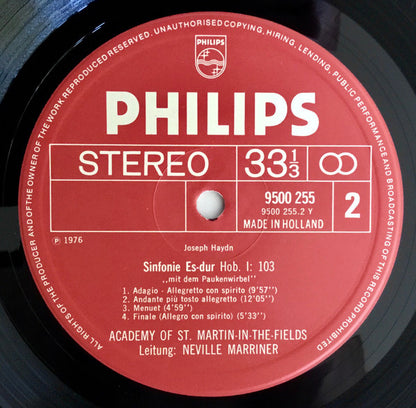 ALL RIGHTS OF THE PRODUCER AND OF THE OWNER OF THE WORK REPRODUCED RESERVED. UNAUTHORISED COPYING, HIRING, LENDING, PUBLIC PERFORMANCE AND BROADCASTING OF THIS RECORD PROHIBITED
PHILIPS
PHILIPS
STEREO 33 1/3
9500 255
9500 255.2 Y
MADE IN HOLLAND
2
Ⓟ 1976
Joseph Haydn
Sinfonie Es-dur Hob. I: 103
„mit dem Paukenwirbel"
1. Adagio - Allegretto con spirito (9'57")
2. Andante più tosto allegretto (12'05")
3. Menuet (4'59")
4. Finale (Allegro con spirito) (5'33")
ACADEMY OF ST. MARTIN-IN-THE-FIELDS
Leitung: NEVILLE MARRINER